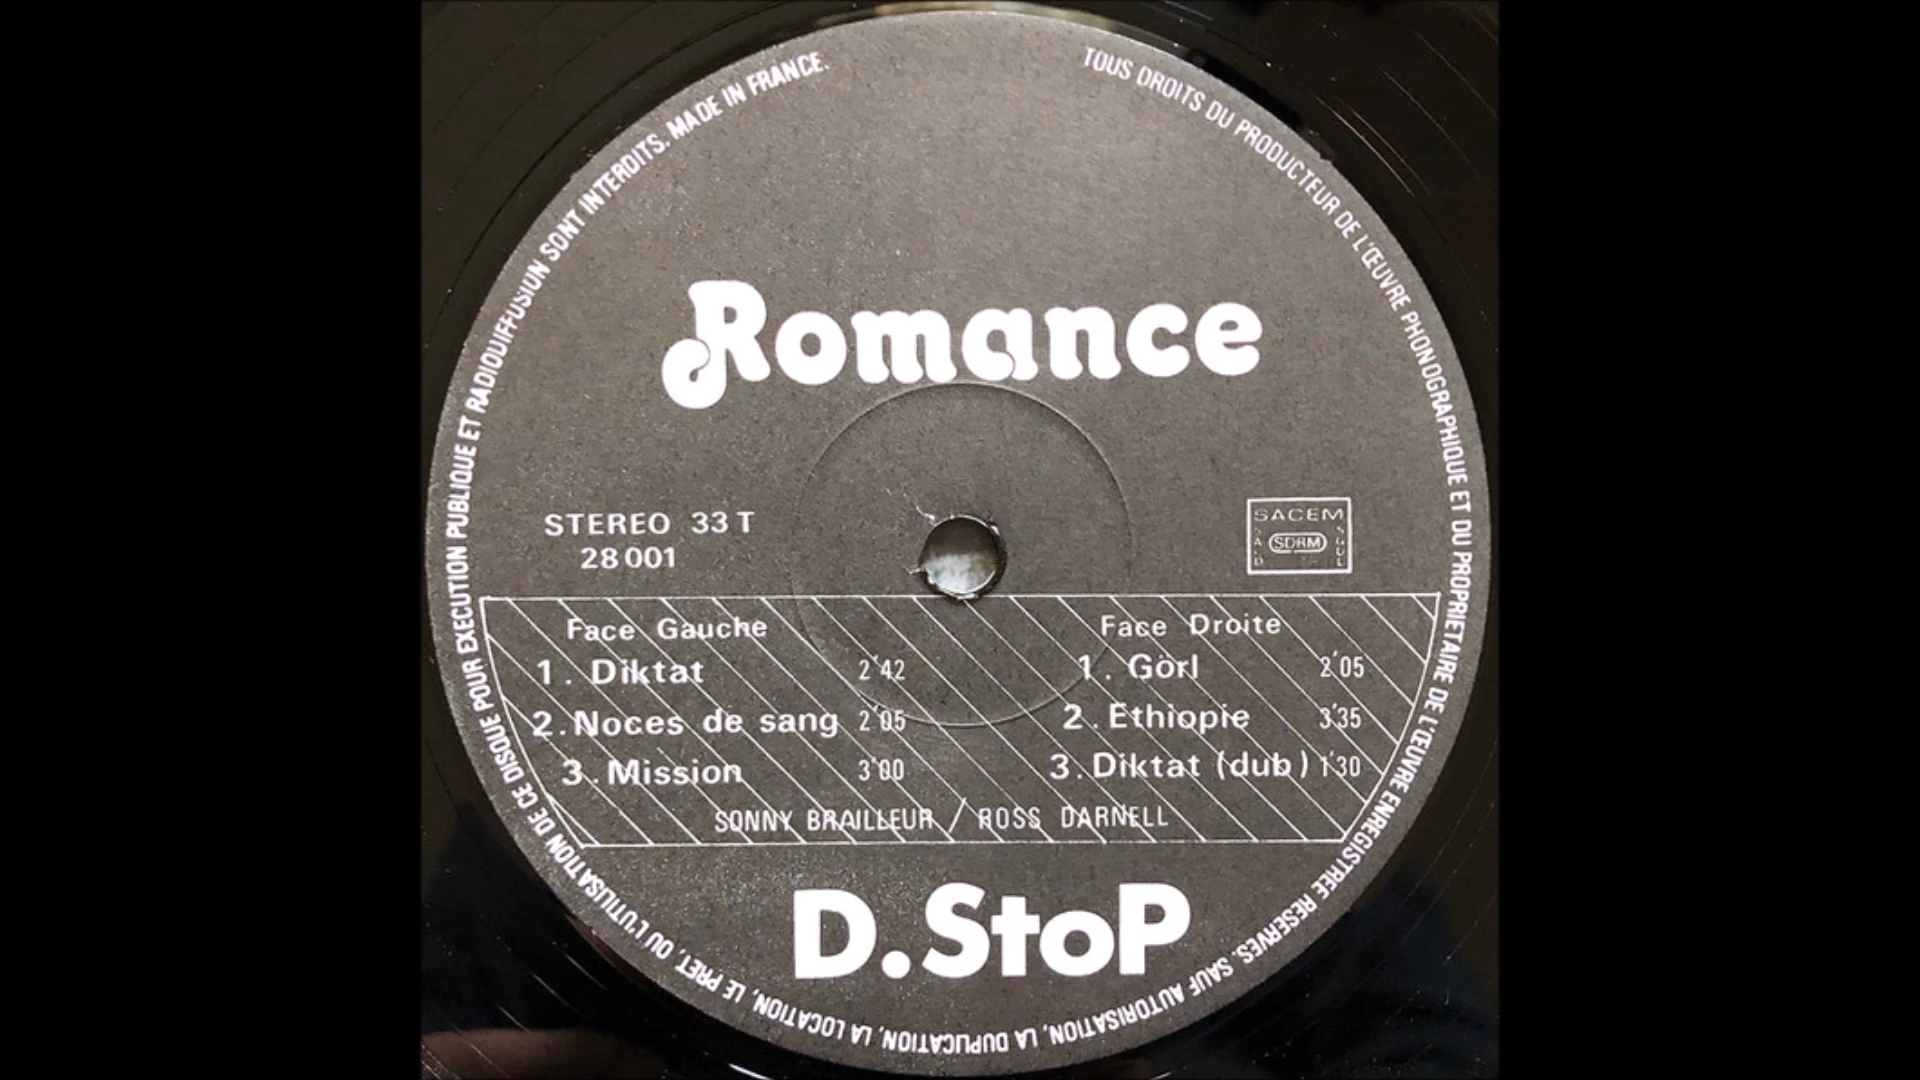 TOUS DROITS DU PRODUCTEUR DE L'ŒUVRE PHONOGRAPHIQUE ET DU PROPRIETAIRE DE L'ŒUVRE ENREGISTREE RESERVES. SAUF AUTORISATION, LA DUPLICATION, LA LOCATION, LE PRET, OU L'UTILISATION DE CE DISQUE POUR EXECUTION PUBLIQUE ET RADIODIFFUSION SONT INTERDITS. MADE IN FRANCE.
Romance
STEREO 33 T
28 001
SACEM
SDRM
Face Gauche
1. Diktat 2'42
2. Noces de sang 2'05
3. Mission 3'00
Face Droite
1. Görl 2'05
2. Ethiopie 3'35
3. Diktat (dub) 1'30
SONNY BRAILLEUR / ROSS DARNELL
D.StoP